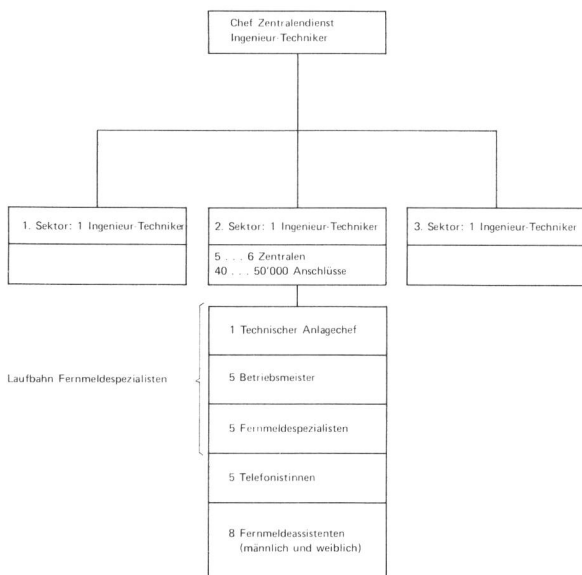 Chef Zentralendienst
Ingenieur-Techniker
1. Sektor: 1 Ingenieur-Techniker
2. Sektor: 1 Ingenieur-Techniker
3. Sektor: 1 Ingenieur-Techniker
5 . . . 6 Zentralen
40 . . . 50'000 Anschlüsse
1 Technischer Anlagechef
Laufbahn Fernmeldespezialisten
5 Betriebsmeister
5 Fernmeldespezialisten
5 Telefonistinnen
8 Fernmeldeassistenten
(männlich und weiblich)